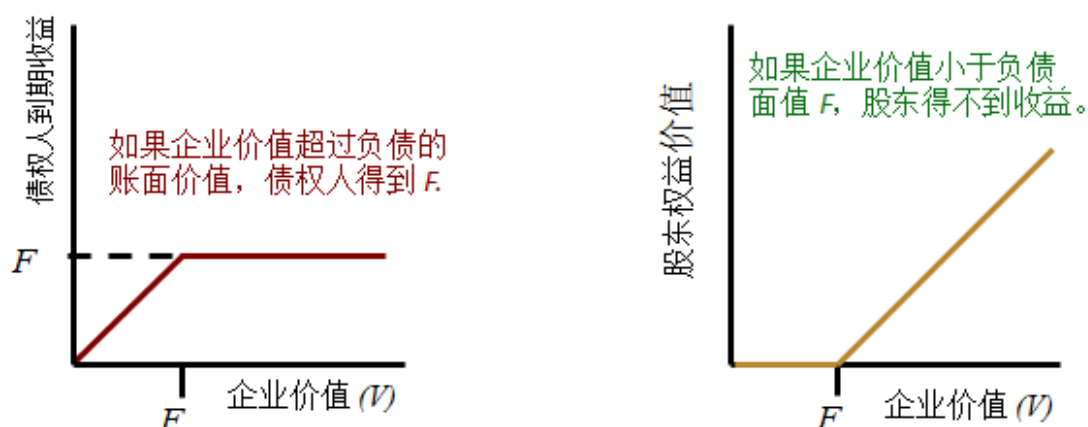 债权人到期收益
如果企业价值超过负债的
账面价值，债权人得到 F.
F
F
企业价值 (V)
股东权益价值
如果企业价值小于负债
面值 F，股东得不到收益。
F
企业价值 (V)